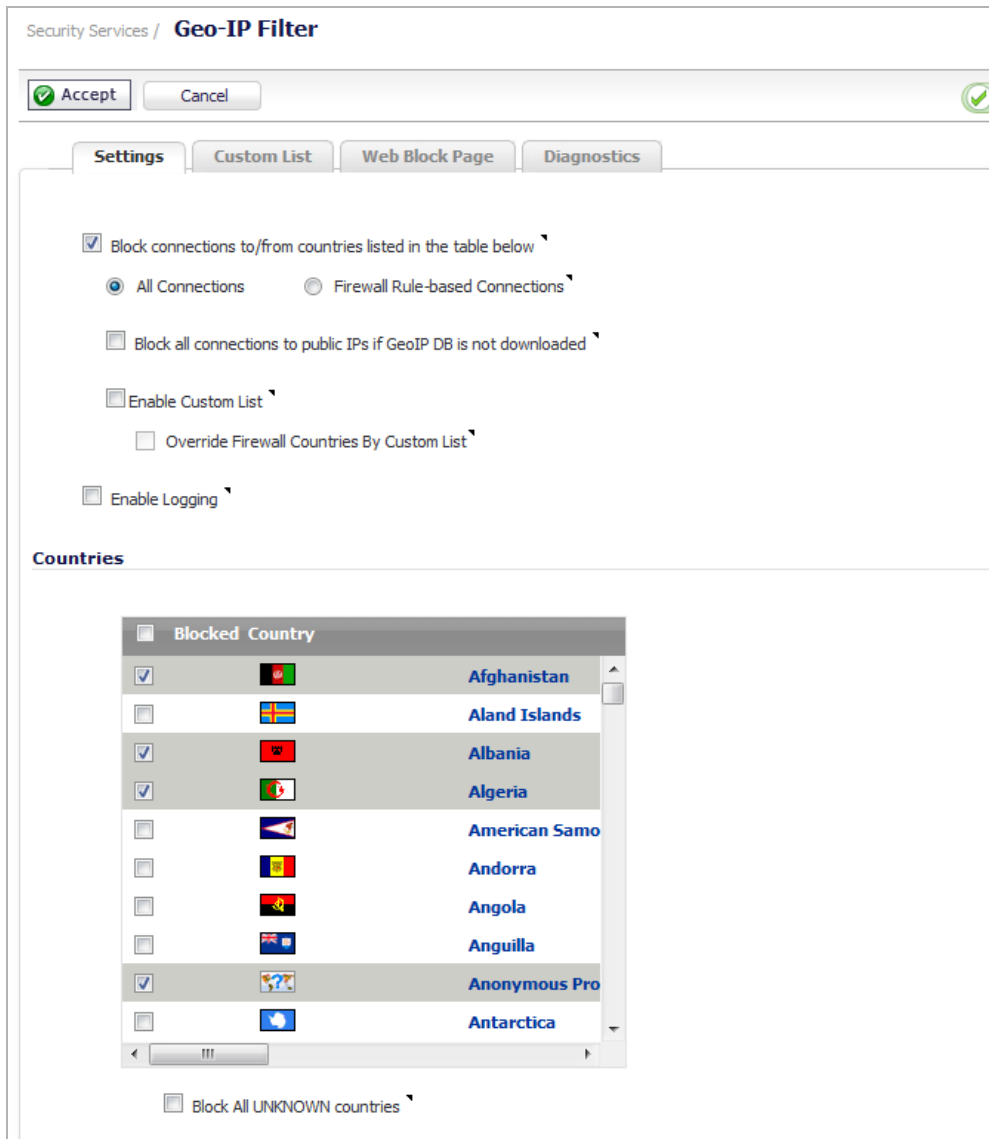 Security Services / Geo-IP Filter
Accept Cancel
Settings Custom List Web Block Page Diagnostics
Block connections to/from countries listed in the table below
All Connections Firewall Rule-based Connections
Block all connections to public IPs if GeoIP DB is not downloaded
Enable Custom List
Override Firewall Countries By Custom List
Enable Logging
Countries
Blocked Country
Afghanistan
Aland Islands
Albania
Algeria
American Samo
Andorra
Angola
Anguilla
Anonymous Pro
Antarctica
Block All UNKNOWN countries